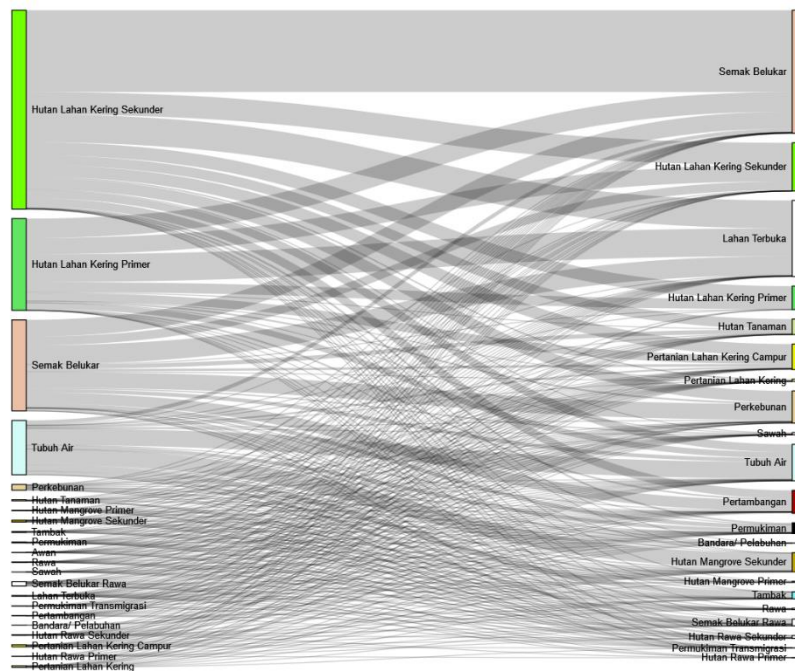 Hutan Lahan Kering Sekunder
Hutan Lahan Kering Primer
Semak Belukar
Tubuh Air
Perkebunan
Hutan Tanaman
Hutan Mangrove Primer
Hutan Mangrove Sekunder
Tambak
Permukiman
Awan
Rawa
Sawah
Semak Belukar Rawa
Lahan Terbuka
Permukiman Transmigrasi
Pertambangan
Bandara/ Pelabuhan
Hutan Rawa Sekunder
Pertanian Lahan Kering Campur
Hutan Rawa Primer
Pertanian Lahan Kering
Semak Belukar
Hutan Lahan Kering Sekunder
Lahan Terbuka
Hutan Lahan Kering Primer
Hutan Tanaman
Pertanian Lahan Kering Campur
Pertanian Lahan Kering
Perkebunan
Sawah
Tubuh Air
Pertambangan
Permukiman
Bandara/ Pelabuhan
Hutan Mangrove Sekunder
Hutan Mangrove Primer
Tambak
Rawa
Semak Belukar Rawa
Hutan Rawa Sekunder
Permukiman Transmigrasi
Hutan Rawa Primer